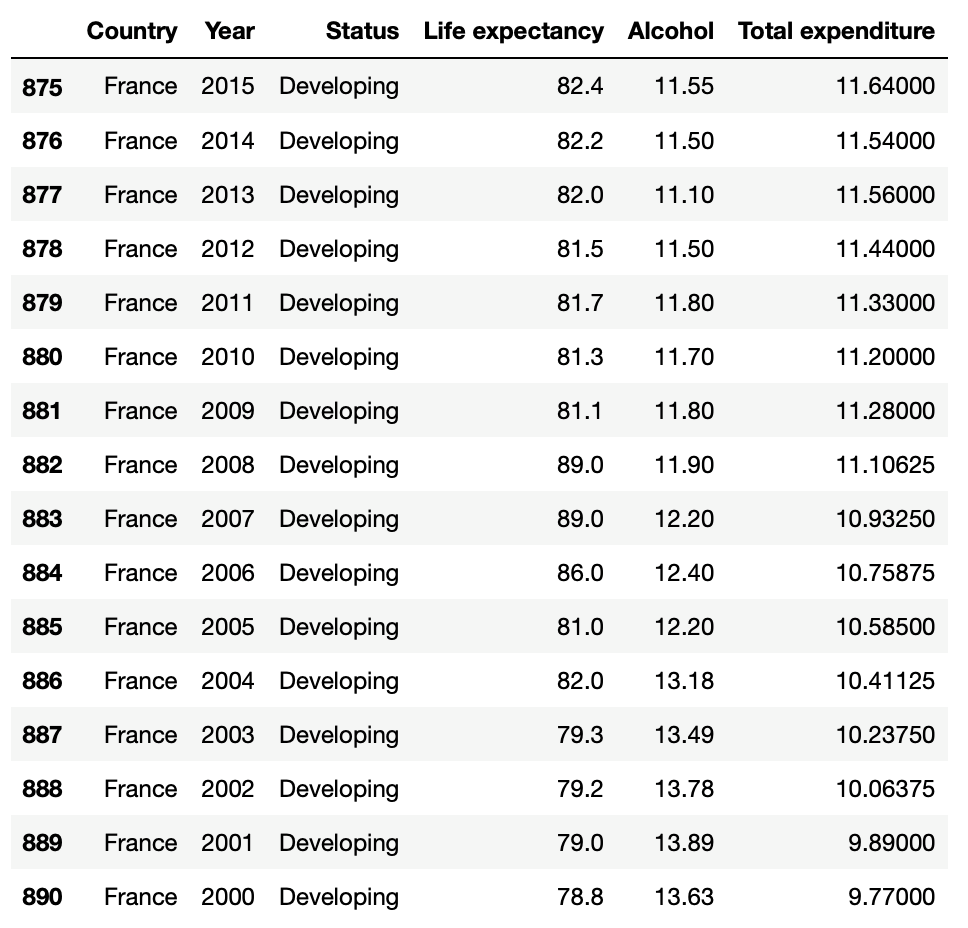 Country Year Status Life expectancy Alcohol Total expenditure
875 France 2015 Developing 82.4 11.55 11.64000
876 France 2014 Developing 82.2 11.50 11.54000
877 France 2013 Developing 82.0 11.10 11.56000
878 France 2012 Developing 81.5 11.50 11.44000
879 France 2011 Developing 81.7 11.80 11.33000
880 France 2010 Developing 81.3 11.70 11.20000
881 France 2009 Developing 81.1 11.80 11.28000
882 France 2008 Developing 89.0 11.90 11.10625
883 France 2007 Developing 89.0 12.20 10.93250
884 France 2006 Developing 86.0 12.40 10.75875
885 France 2005 Developing 81.0 12.20 10.58500
886 France 2004 Developing 82.0 13.18 10.41125
887 France 2003 Developing 79.3 13.49 10.23750
888 France 2002 Developing 79.2 13.78 10.06375
889 France 2001 Developing 79.0 13.89 9.89000
890 France 2000 Developing 78.8 13.63 9.77000